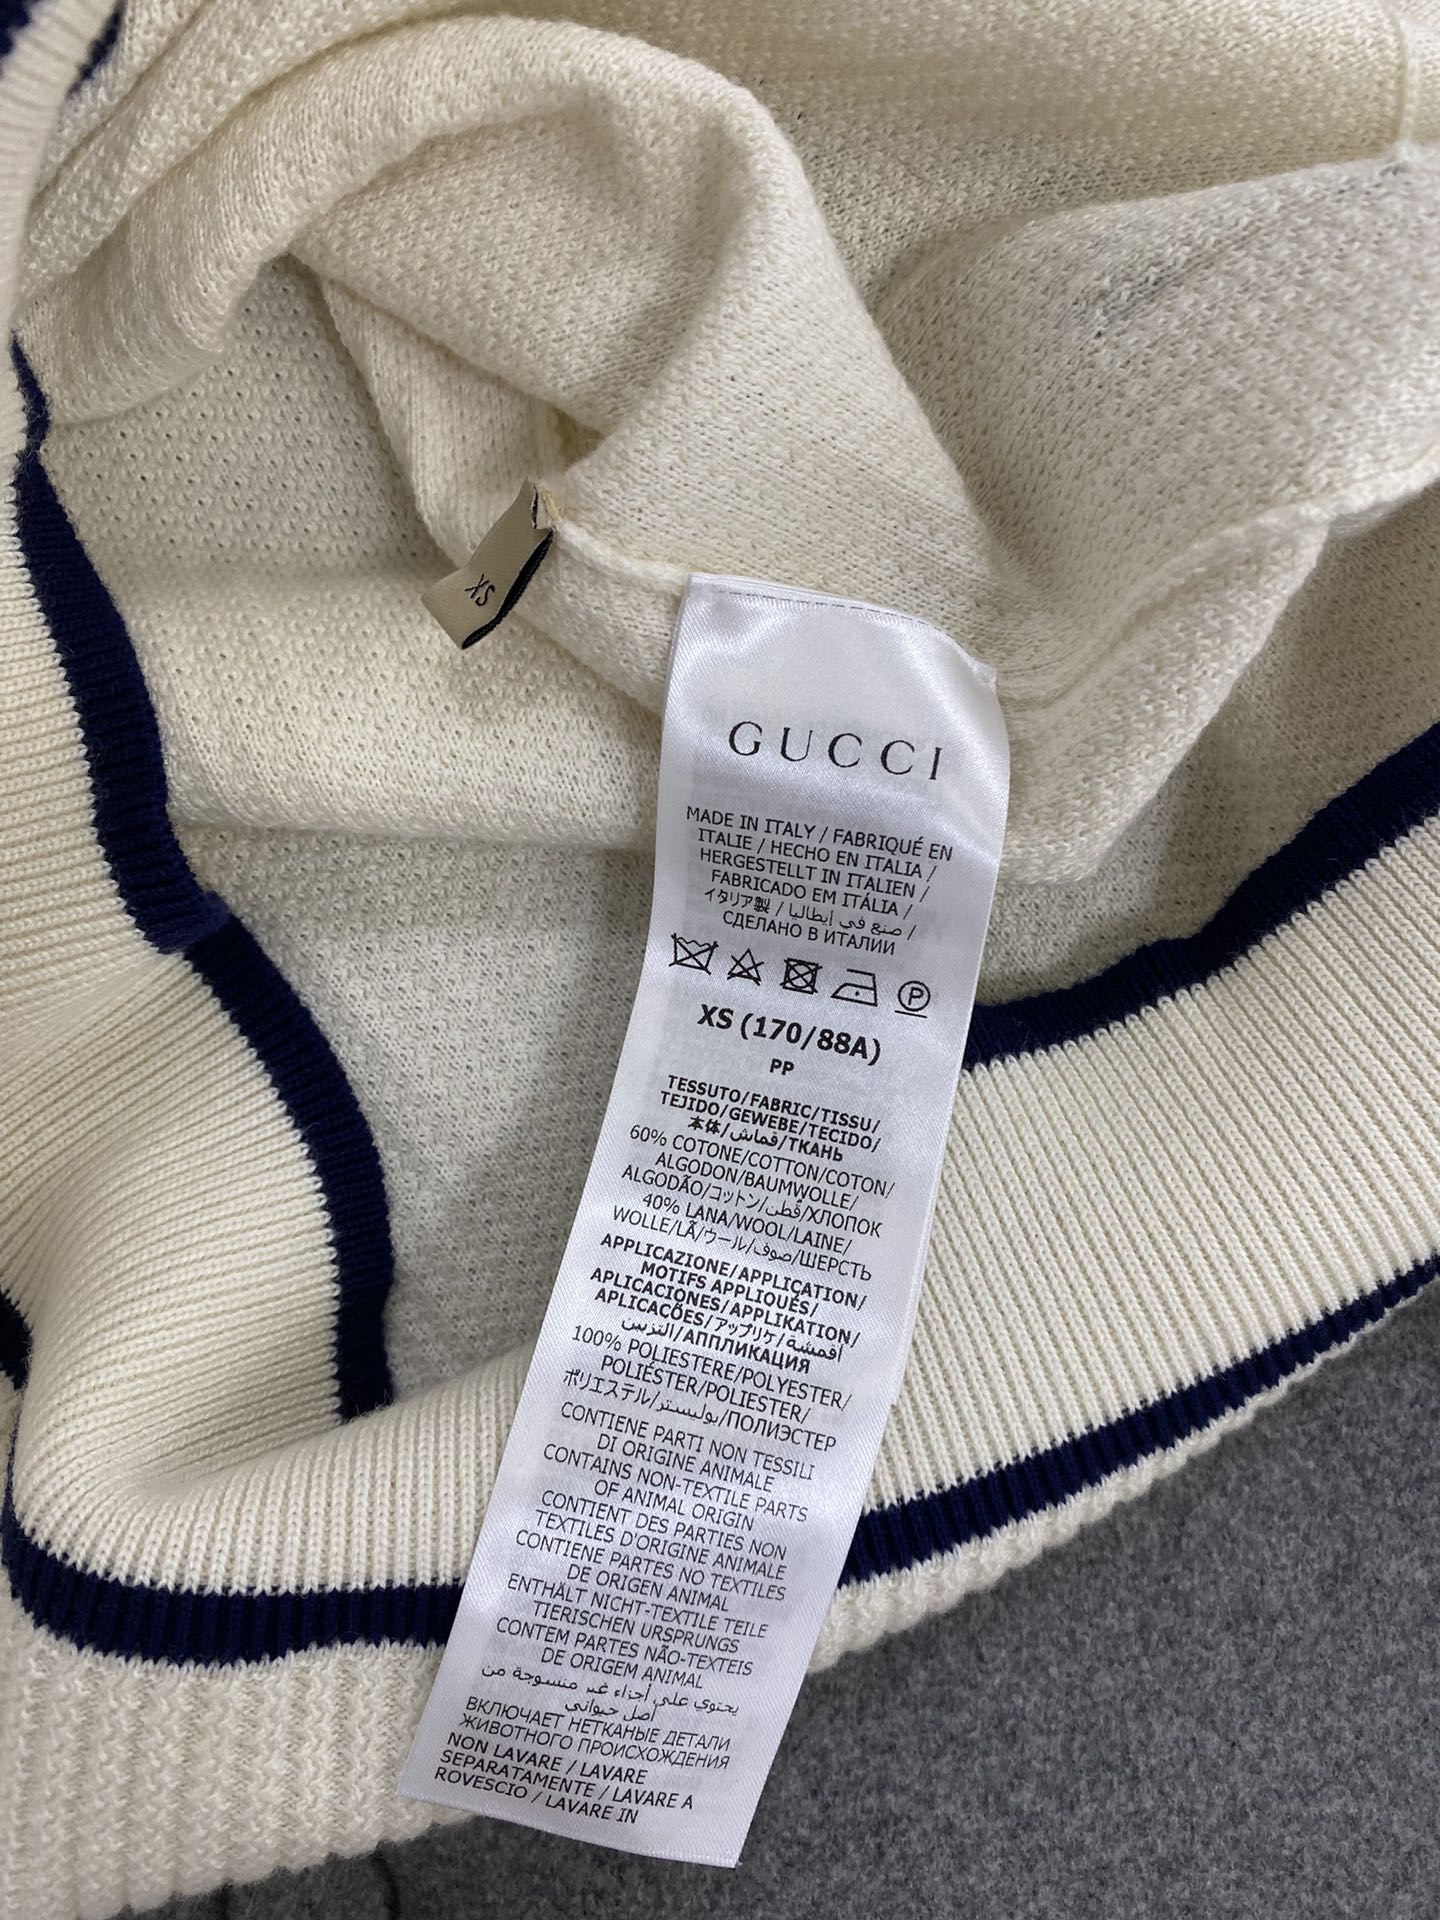 XS
GUCCI
MADE IN ITALY / FABRIQUÉ EN
ITALIE / HECHO EN ITALIA /
HERGESTELLT IN ITALIEN /
FABRICADO EM ITÁLIA /
イタリア製 / صنع في إيطاليا /
СДЕЛАНО В ИТАЛИИ
P
XS (170/88A)
PP
TESSUTO/FABRIC/TISSU/
TEJIDO/GEWEBE/TECIDO/
本体/قماش/ТКАНЬ
60% COTONE/COTTON/COTON/
ALGODON/BAUMWOLLE/
ALGODÃO/コットン/قطن/ХЛОПОК
40% LANA/WOOL/LAINE/
WOLLE/LÃ/ウール/صوف/ШЕРСТЬ
APPLICAZIONE/APPLICATION/
MOTIFS APPLIQUÉS/
APLICACIONES/APPLIKATION/
APLICACÕES/アップリケ/أقمشة
التزيين/АППЛИКАЦИЯ
100% POLIESTERE/POLYESTER/
POLIÉSTER/POLIESTER/
ポリエステル/بوليستر/ПОЛИЭСТЕР
CONTIENE PARTI NON TESSILI
DI ORIGINE ANIMALE
CONTAINS NON-TEXTILE PARTS
OF ANIMAL ORIGIN
CONTIENT DES PARTIES NON
TEXTILES D'ORIGINE ANIMALE
CONTIENE PARTES NO TEXTILES
DE ORIGEN ANIMAL
ENTHÄLT NICHT-TEXTILE TEILE
TIERISCHEN URSPRUNGS
CONTEM PARTES NÃO-TEXTEIS
DE ORIGEM ANIMAL
يحتوي على أجزاء غير منسوجة من
أصل حيواني
ВКЛЮЧАЕТ НЕТКАНЫЕ ДЕТАЛИ
ЖИВОТНОГО ПРОИСХОЖДЕНИЯ
NON LAVARE / LAVARE
SEPARATAMENTE / LAVARE A
ROVESCIO / LAVARE IN